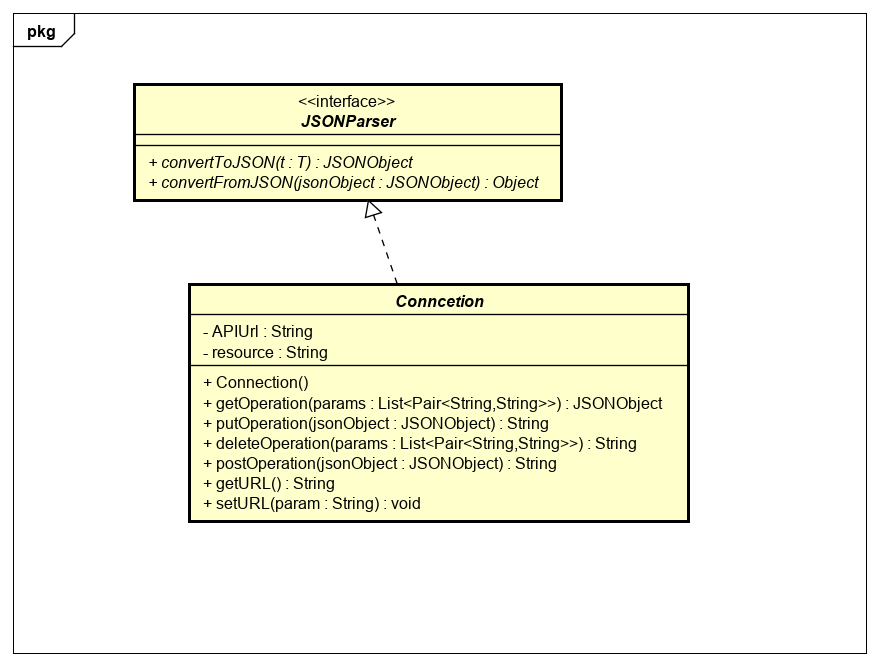 pkg
<<interface>>
JSONParser
+ convertToJSON(t : T) : JSONObject
+ convertFromJSON(jsonObject : JSONObject) : Object
Conncetion
- APIUrl : String
- resource : String
+ Connection()
+ getOperation(params : List<Pair<String,String>>) : JSONObject
+ putOperation(jsonObject : JSONObject) : String
+ deleteOperation(params : List<Pair<String,String>>) : String
+ postOperation(jsonObject : JSONObject) : String
+ getURL() : String
+ setURL(param : String) : void